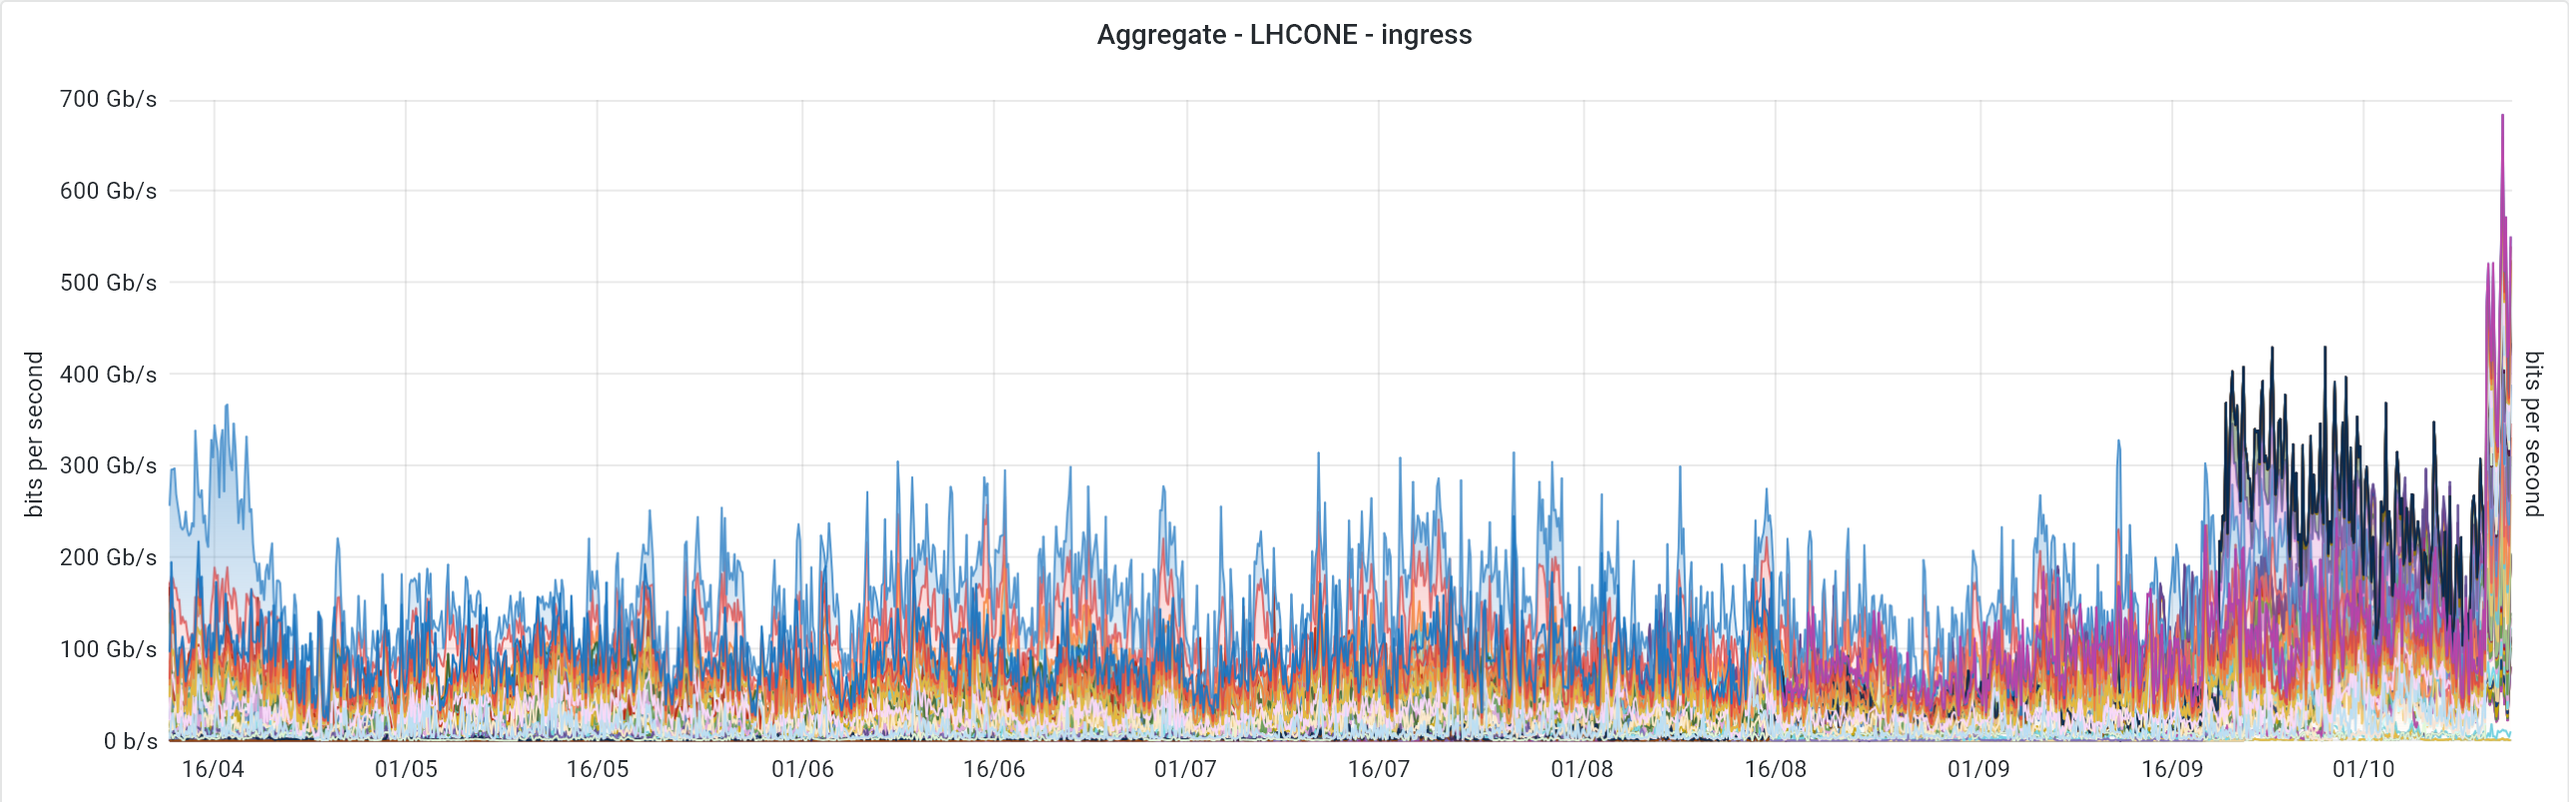 Aggregate - LHCONE - ingress
700 Gb/s
600 Gb/s
500 Gb/s
400 Gb/s
300 Gb/s
200 Gb/s
100 Gb/s
0 b/s
bits per second
bits per second
16/04 01/05 16/05 01/06 16/06 01/07 16/07 01/08 16/08 01/09 16/09 01/10